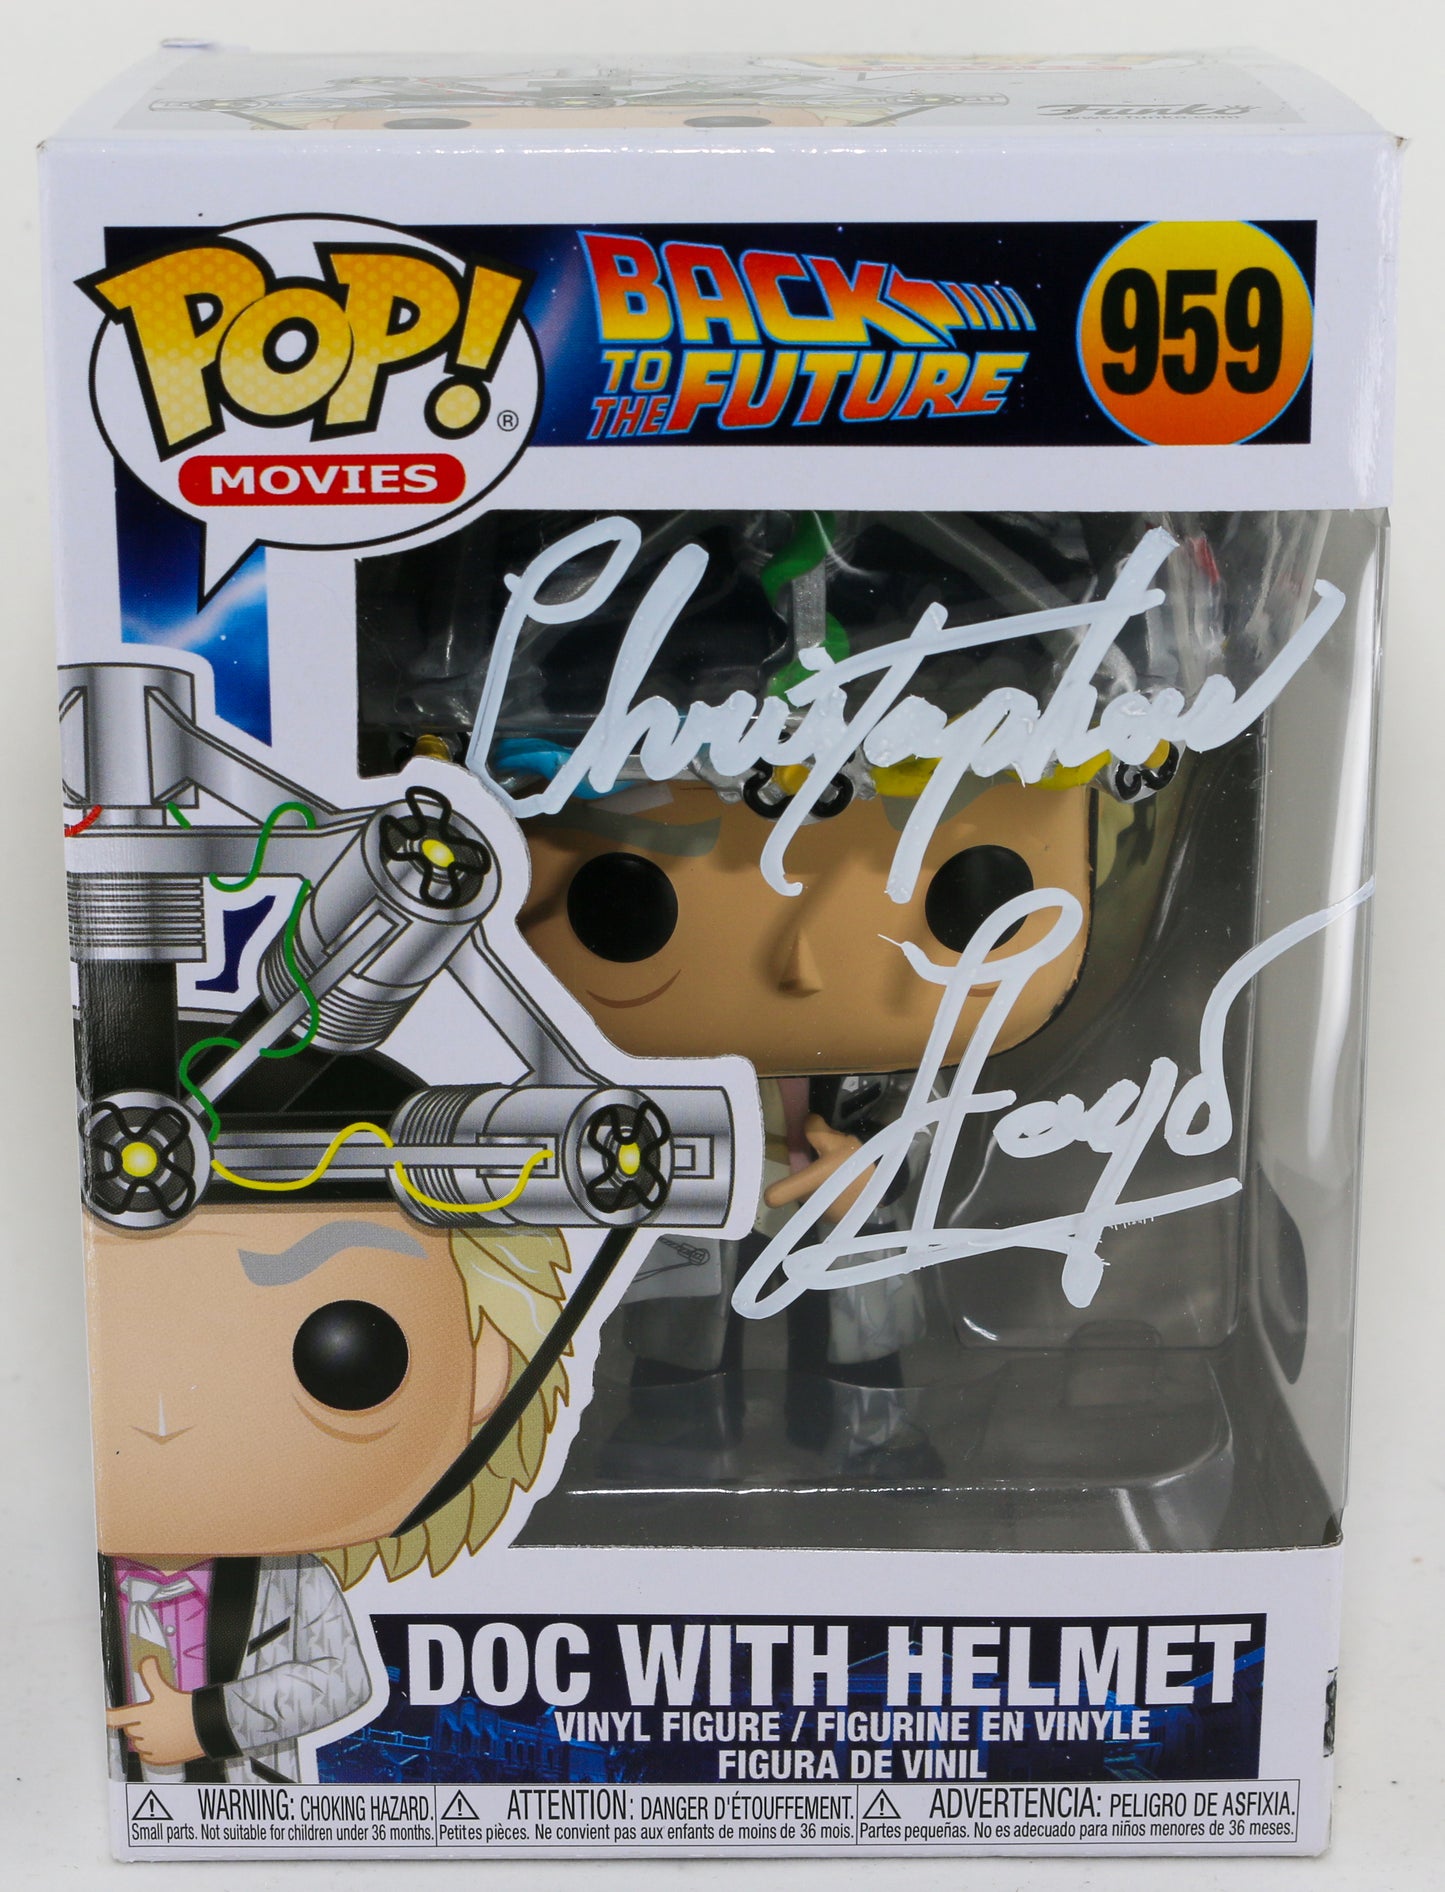 Funko
www.funko.com
POP!®
MOVIES
BACK
TO THE FUTURE
959
Christopher
Lloyd
DOC WITH HELMET
VINYL FIGURE / FIGURINE EN VINYLE
FIGURA DE VINIL
WARNING: CHOKING HAZARD.
Small parts. Not suitable for children under 36 months.
ATTENTION: DANGER D'ÉTOUFFEMENT.
Petites pièces. Ne convient pas aux enfants de moins de 36 mois.
ADVERTENCIA: PELIGRO DE ASFIXIA.
Partes pequeñas. No es adecuado para niños menores de 36 meses.